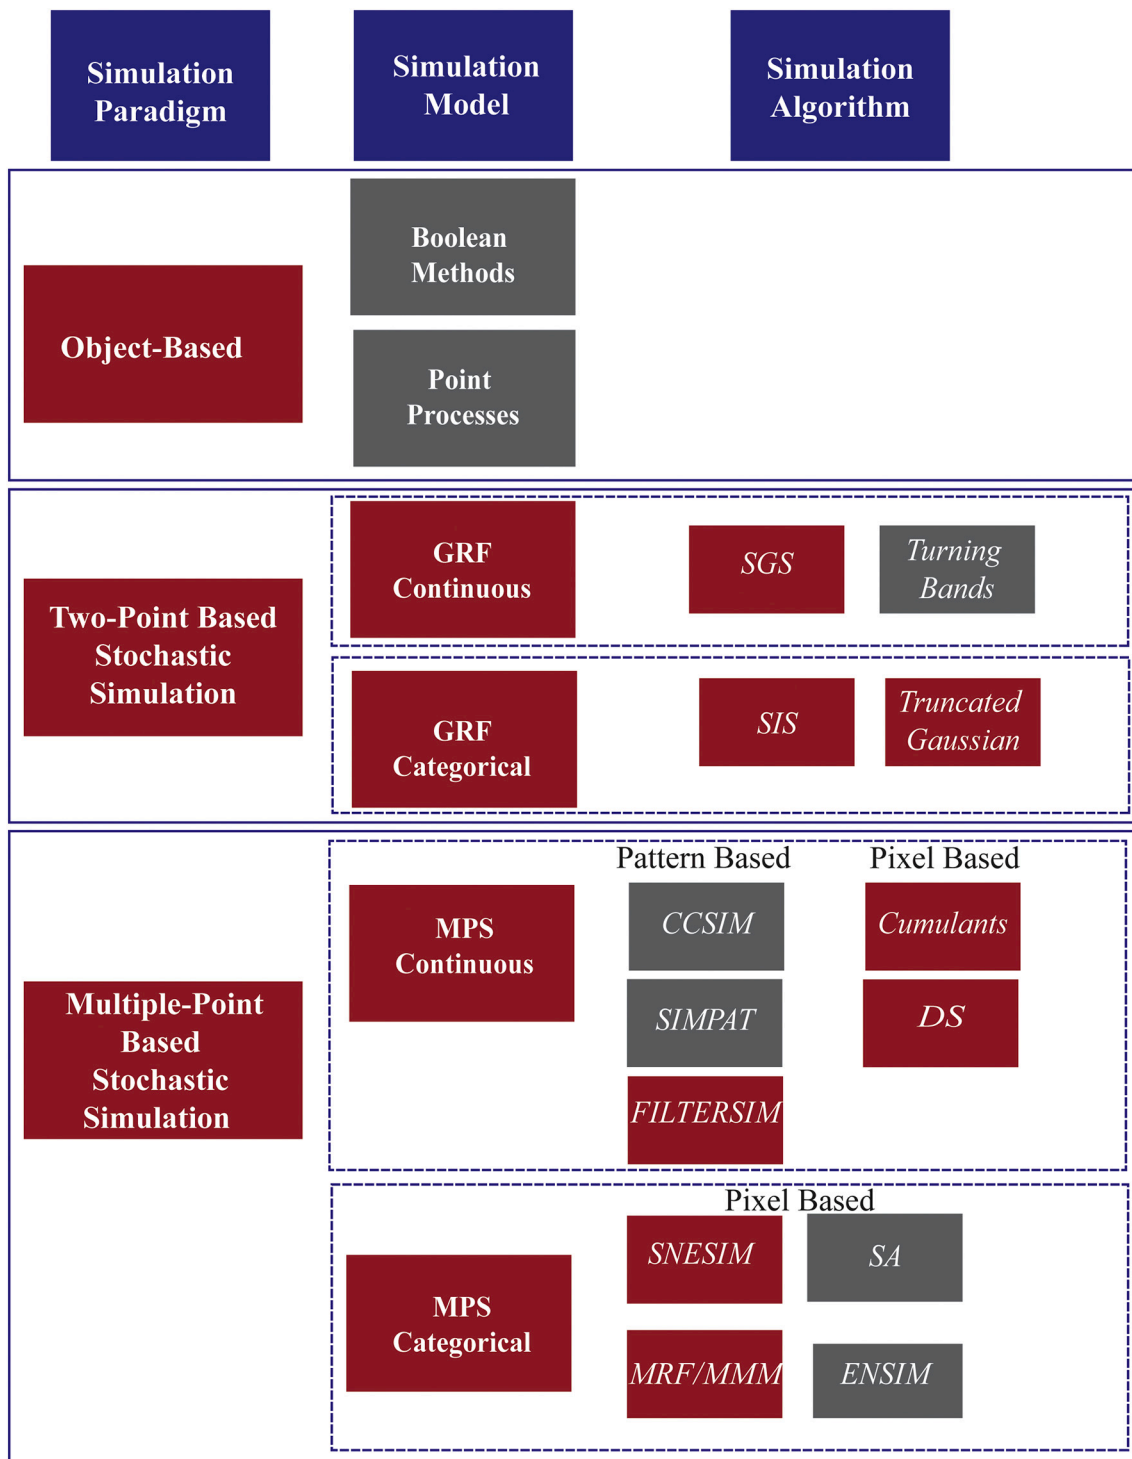 Simulation
Paradigm
Simulation
Model
Simulation
Algorithm
Object-Based
Boolean
Methods
Point
Processes
Two-Point Based
Stochastic
Simulation
GRF
Continuous
SGS
Turning
Bands
GRF
Categorical
SIS
Truncated
Gaussian
Multiple-Point
Based
Stochastic
Simulation
MPS
Continuous
Pattern Based
CCSIM
SIMPAT
FILTERSIM
Pixel Based
Cumulants
DS
MPS
Categorical
Pixel Based
SNESIM
SA
MRF/MMM
ENSIM